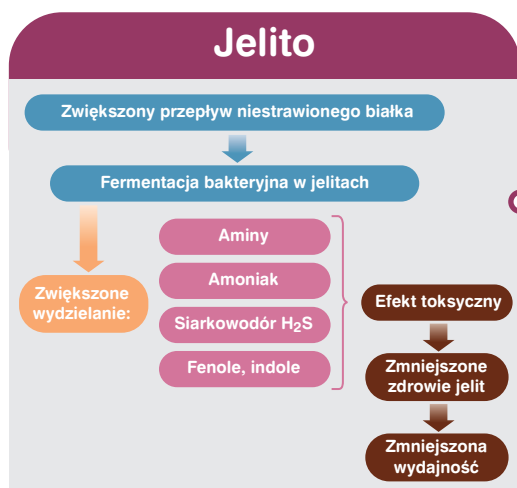 Jelito
Zwiększony przepływ niestrawionego białka
Fermentacja bakteryjna w jelitach
Zwiększone
wydzielanie:
Aminy
Amoniak
Siarkowodór H₂S
Fenole, indole
Efekt toksyczny
Zmniejszone
zdrowie jelit
Zmniejszona
wydajność